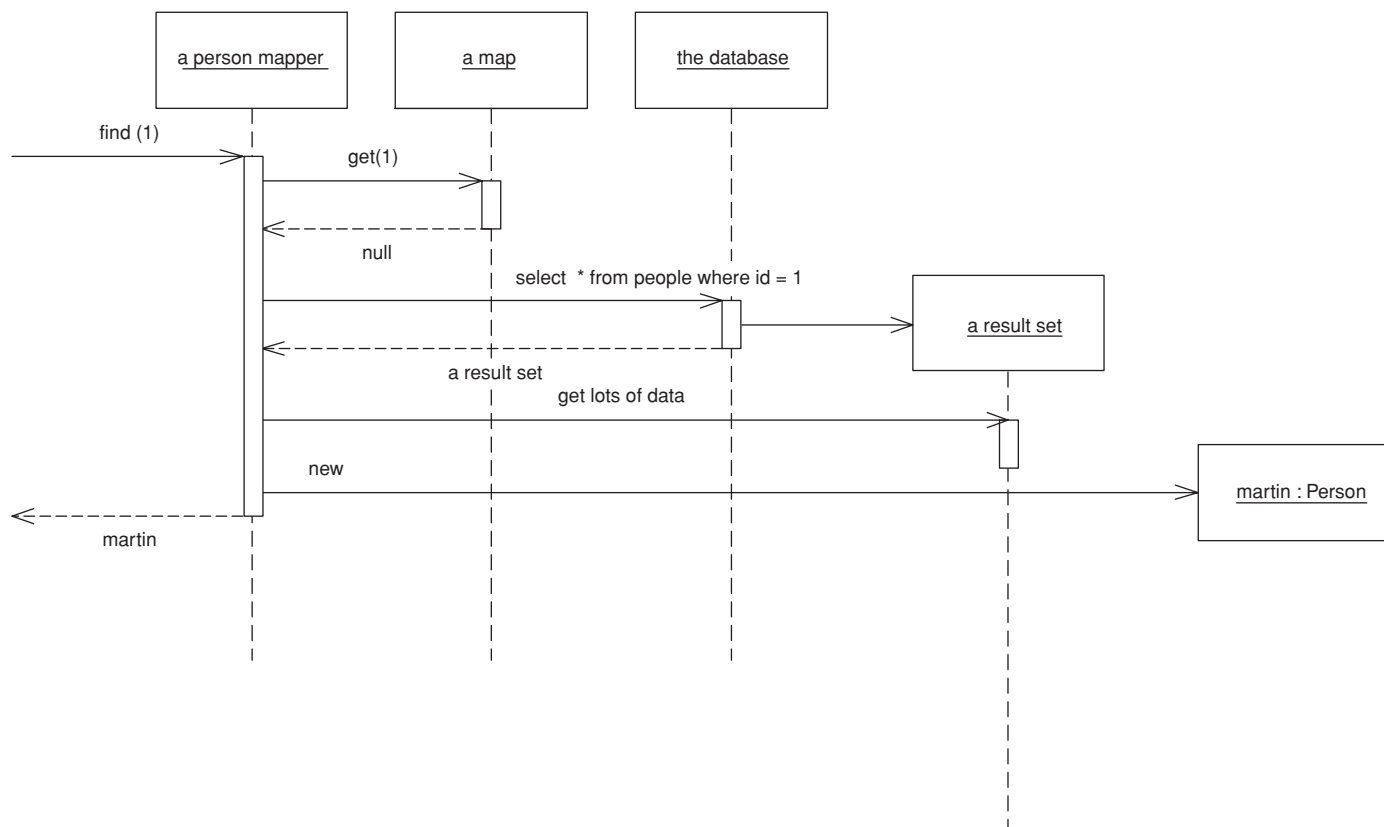 a person mapper
a map
the database
find (1)
get(1)
null
select * from people where id = 1
a result set
a result set
get lots of data
new
martin : Person
martin